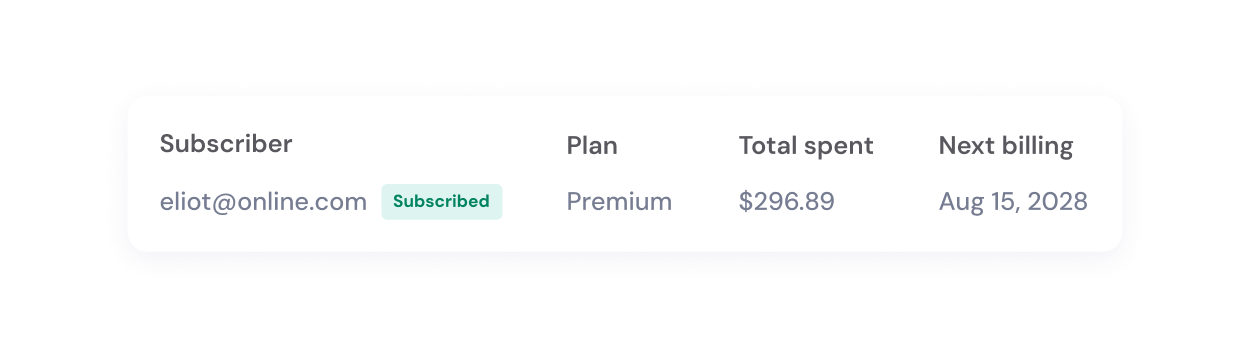 Subscriber Plan Total spent Next billing
eliot@online.com Subscribed Premium $296.89 Aug 15, 2028